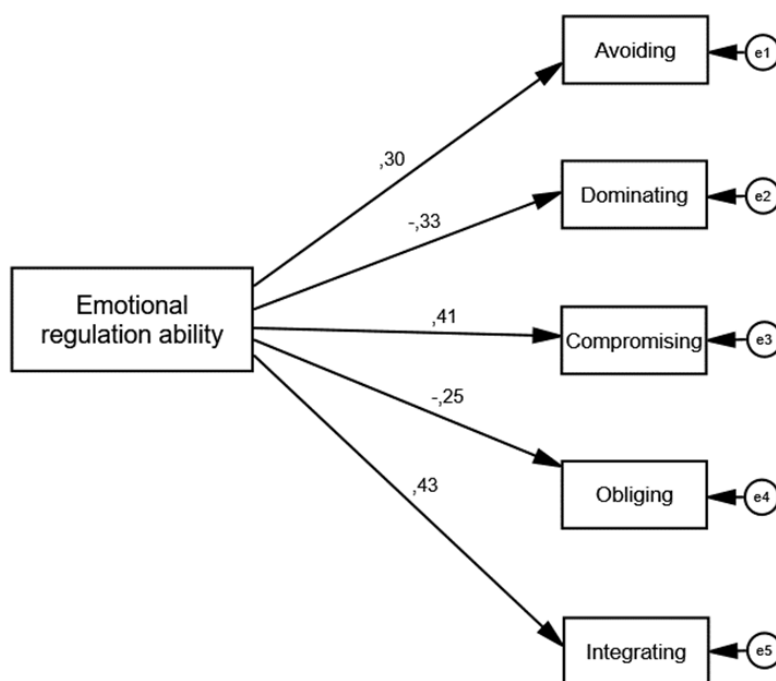 Avoiding
e1
,30
Dominating
e2
-,33
Emotional
regulation ability
,41
Compromising
e3
-,25
Obliging
e4
,43
Integrating
e5